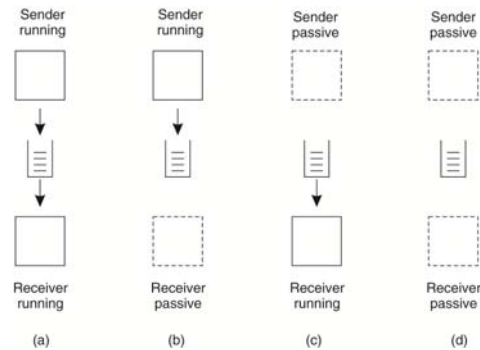 Sender
running
Sender
running
Sender
passive
Sender
passive
Receiver
running
Receiver
passive
Receiver
running
Receiver
passive
(a)
(b)
(c)
(d)